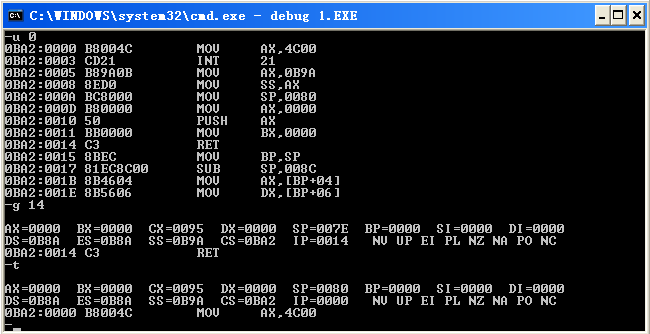 C:\WINDOWS\system32\cmd.exe - debug 1.EXE
-u 0
0BA2:0000 B8004C MOV AX,4C00
0BA2:0003 CD21 INT 21
0BA2:0005 B89A0B MOV AX,0B9A
0BA2:0008 8ED0 MOV SS,AX
0BA2:000A BC8000 MOV SP,0080
0BA2:000D B80000 MOV AX,0000
0BA2:0010 50 PUSH AX
0BA2:0011 BB0000 MOV BX,0000
0BA2:0014 C3 RET
0BA2:0015 8BEC MOV BP,SP
0BA2:0017 81EC8C00 SUB SP,008C
0BA2:001B 8B4604 MOV AX,[BP+04]
0BA2:001E 8B5606 MOV DX,[BP+06]
-g 14
AX=0000 BX=0000 CX=0095 DX=0000 SP=007E BP=0000 SI=0000 DI=0000
DS=0B8A ES=0B8A SS=0B9A CS=0BA2 IP=0014 NV UP EI PL NZ NA PO NC
0BA2:0014 C3 RET
-t
AX=0000 BX=0000 CX=0095 DX=0000 SP=0080 BP=0000 SI=0000 DI=0000
DS=0B8A ES=0B8A SS=0B9A CS=0BA2 IP=0000 NV UP EI PL NZ NA PO NC
0BA2:0000 B8004C MOV AX,4C00
-_